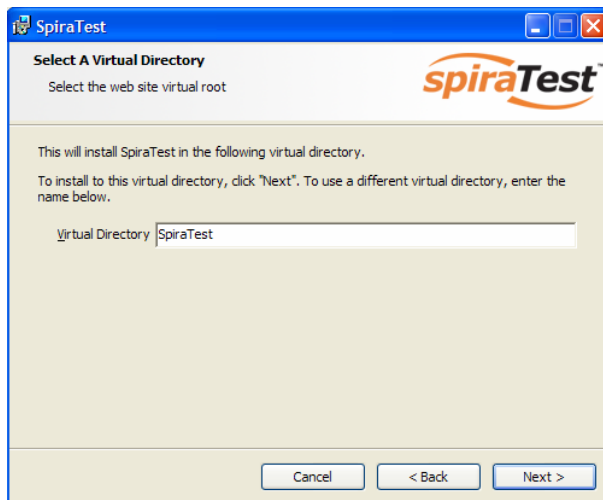 SpiraTest
Select A Virtual Directory
Select the web site virtual root
spiraTest™
This will install SpiraTest in the following virtual directory.
To install to this virtual directory, click "Next". To use a different virtual directory, enter the
name below.
Virtual Directory SpiraTest
Cancel < Back Next >